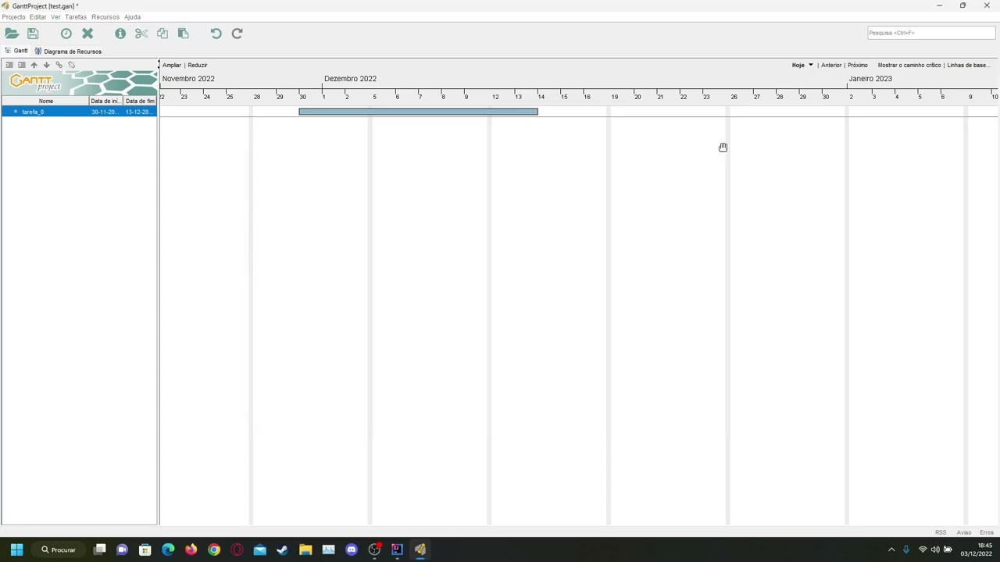 GanttProject [test.gan] *
Projecto Editar Ver Tarefas Recursos Ajuda
Pesquisa <Ctrl+F>
Gantt Diagrama de Recursos
Ampliar | Reduzir Hoje | Anterior | Próximo Mostrar o caminho crítico | Linhas de base...
GANTT project
Novembro 2022 Dezembro 2022 Janeiro 2023
22 23 24 25 28 29 30 1 2 5 6 7 8 9 12 13 14 15 16 19 20 21 22 23 26 27 28 29 30 2 3 4 5 6 9 10
Nome Data de iní... Data de fim
tarefa_0 30-11-20... 13-12-20...
RSS Aviso Erros
Procurar
18:45
03/12/2022